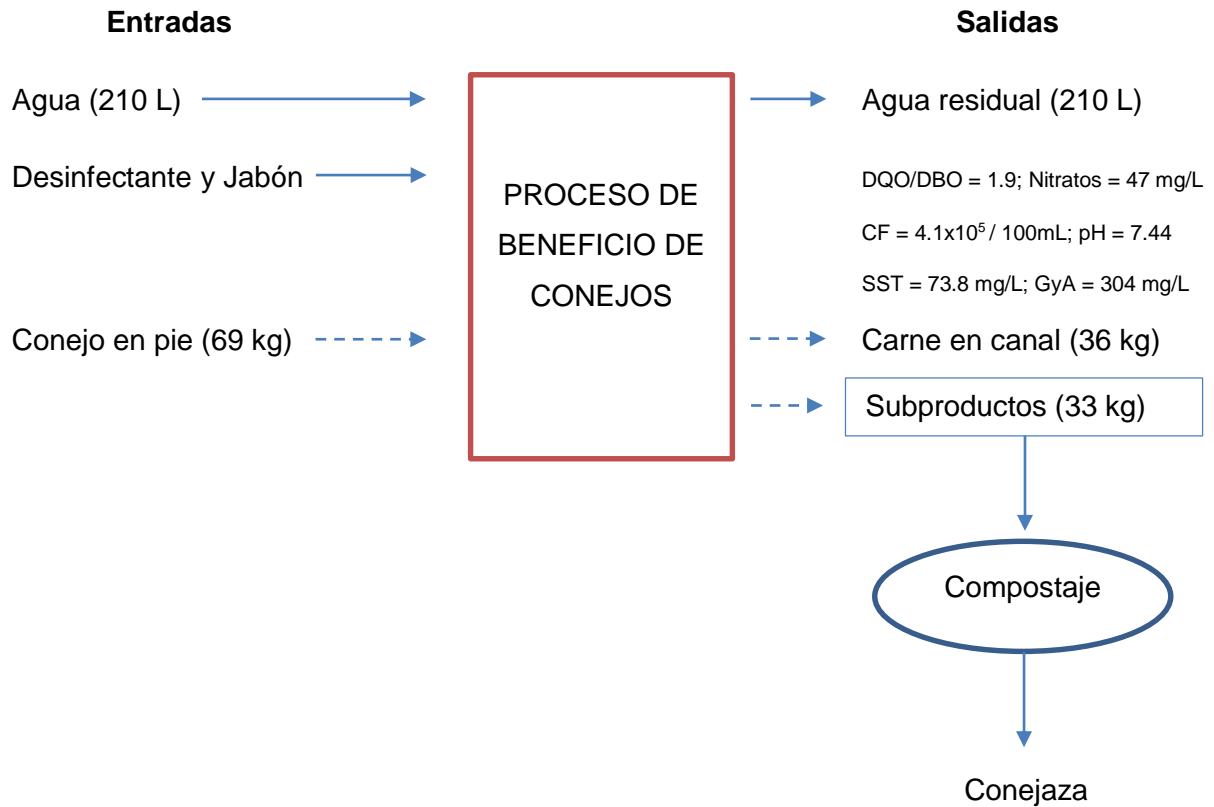 Entradas
Salidas
Agua (210 L)
Agua residual (210 L)
Desinfectante y Jabón
DQO/DBO = 1.9; Nitratos = 47 mg/L
CF = 4.1x10⁵ / 100mL; pH = 7.44
SST = 73.8 mg/L; GyA = 304 mg/L
PROCESO DE
BENEFICIO DE
CONEJOS
Conejo en pie (69 kg)
Carne en canal (36 kg)
Subproductos (33 kg)
Compostaje
Conejaza